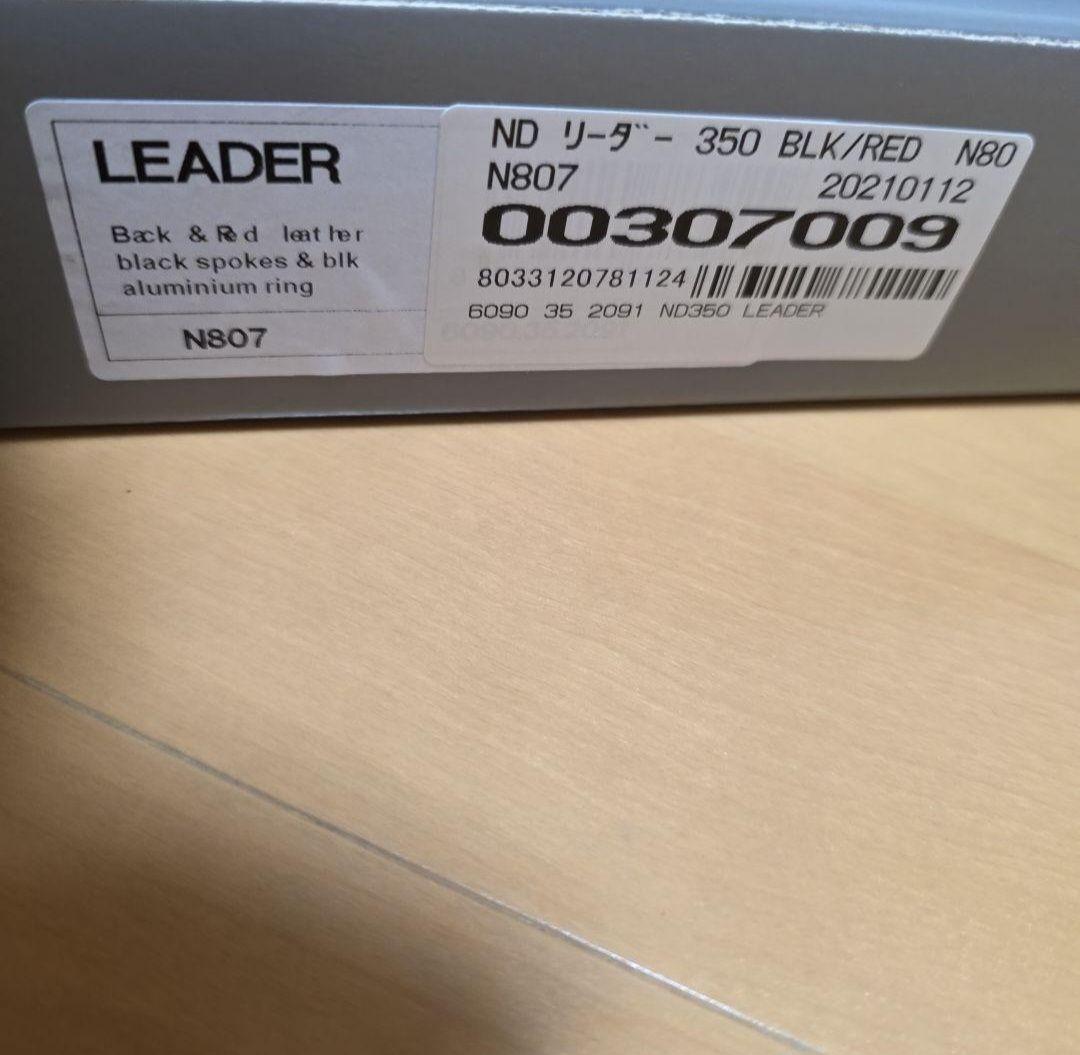 LEADER
Back & Red leather
black spokes & blk
aluminium ring
N807
ND リーダー 350 BLK/RED N80
N807 20210112
00307009
8033120781124
6090 35 2091 ND350 LEADER